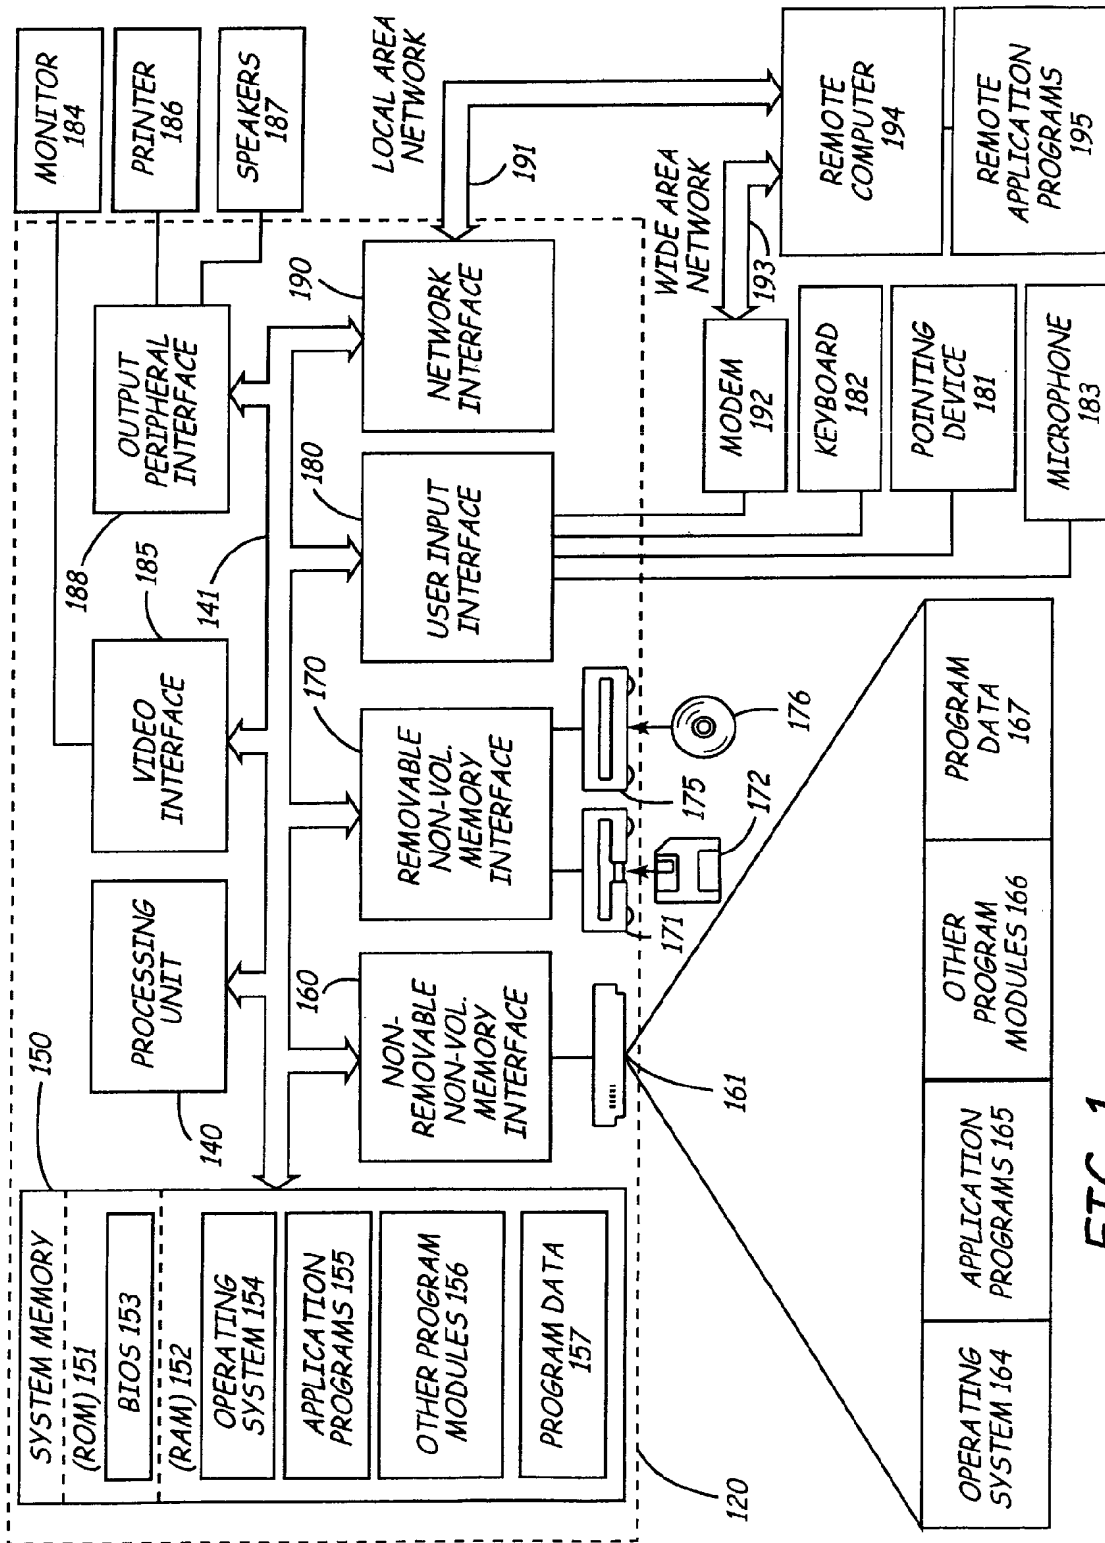 SYSTEM MEMORY
(ROM) 151
BIOS 153
(RAM) 152
OPERATING
SYSTEM 154
APPLICATION
PROGRAMS 155
OTHER PROGRAM
MODULES 156
PROGRAM DATA
157
150
140
PROCESSING
UNIT
VIDEO
INTERFACE
185
188
OUTPUT
PERIPHERAL
INTERFACE
141
MONITOR
184
PRINTER
186
SPEAKERS
187
160
NON-
REMOVABLE
NON-VOL.
MEMORY
INTERFACE
170
REMOVABLE
NON-VOL.
MEMORY
INTERFACE
180
USER INPUT
INTERFACE
190
NETWORK
INTERFACE
LOCAL AREA
NETWORK
191
120
161
171
172
175
176
WIDE AREA
NETWORK
193
MODEM
192
KEYBOARD
182
POINTING
DEVICE
181
MICROPHONE
183
REMOTE
COMPUTER
194
REMOTE
APPLICATION
PROGRAMS
195
OPERATING
SYSTEM 164
APPLICATION
PROGRAMS 165
OTHER
PROGRAM
MODULES 166
PROGRAM
DATA
167
FIG. 1